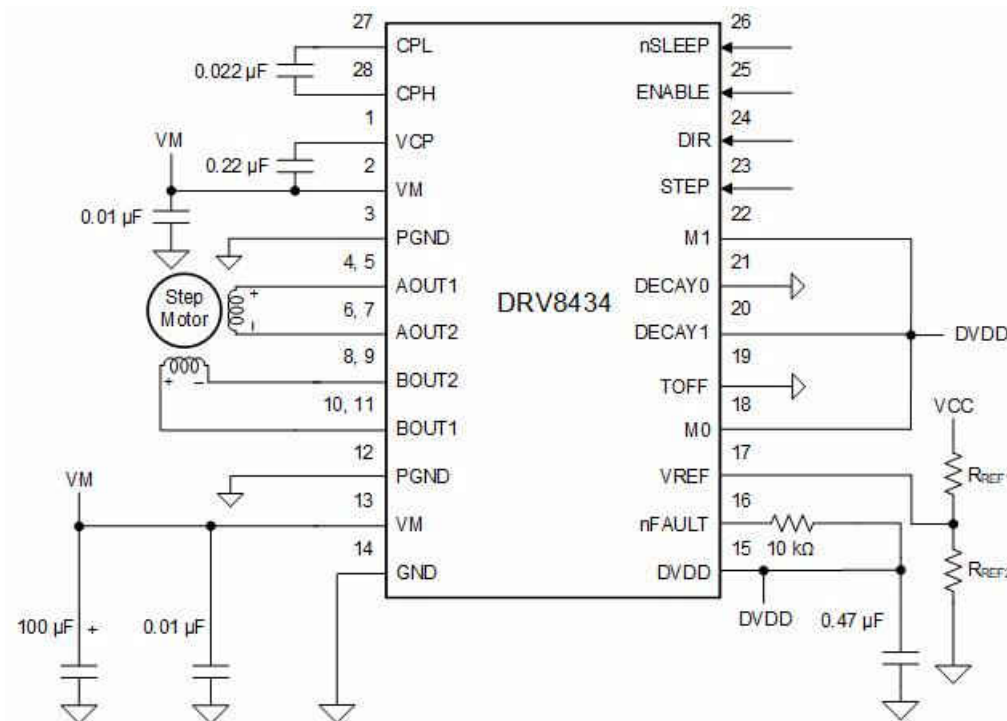 27
CPL
0.022 µF
28
CPH
1
VCP
VM
0.22 µF
2
VM
0.01 µF
3
PGND
4, 5
AOUT1
Step
Motor
+
–
6, 7
AOUT2
8, 9
BOUT2
+
–
10, 11
BOUT1
12
PGND
VM
13
VM
14
GND
100 µF
+
0.01 µF
DRV8434
26
nSLEEP
25
ENABLE
24
DIR
23
STEP
22
M1
21
DECAY0
20
DECAY1
DVDD
19
TOFF
18
M0
VCC
17
VREF
RREF1
16
nFAULT
10 kΩ
15
DVDD
RREF2
DVDD
0.47 µF